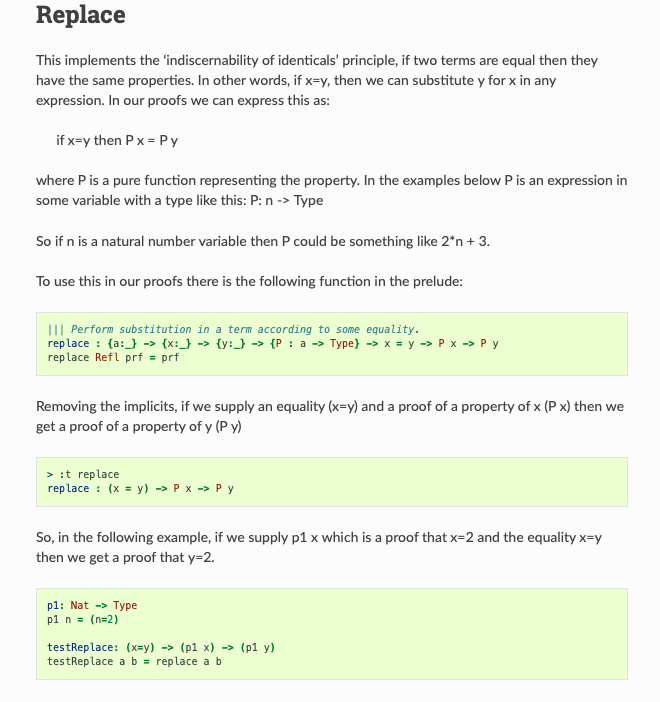 Replace
This implements the ‘indiscernability of identicals’ principle, if two terms are equal then they
have the same properties. In other words, if x=y, then we can substitute y for x in any
expression. In our proofs we can express this as:
if x=y then P x = P y
where P is a pure function representing the property. In the examples below P is an expression in
some variable with a type like this: P: n -> Type
So if n is a natural number variable then P could be something like 2*n + 3.
To use this in our proofs there is the following function in the prelude:
||| Perform substitution in a term according to some equality.
replace : {a:_} -> {x:_} -> {y:_} -> {P : a -> Type} -> x = y -> P x -> P y
replace Refl prf = prf
Removing the implicits, if we supply an equality (x=y) and a proof of a property of x (P x) then we
get a proof of a property of y (P y)
> :t replace
replace : (x = y) -> P x -> P y
So, in the following example, if we supply p1 x which is a proof that x=2 and the equality x=y
then we get a proof that y=2.
p1: Nat -> Type
p1 n = (n=2)
testReplace: (x=y) -> (p1 x) -> (p1 y)
testReplace a b = replace a b